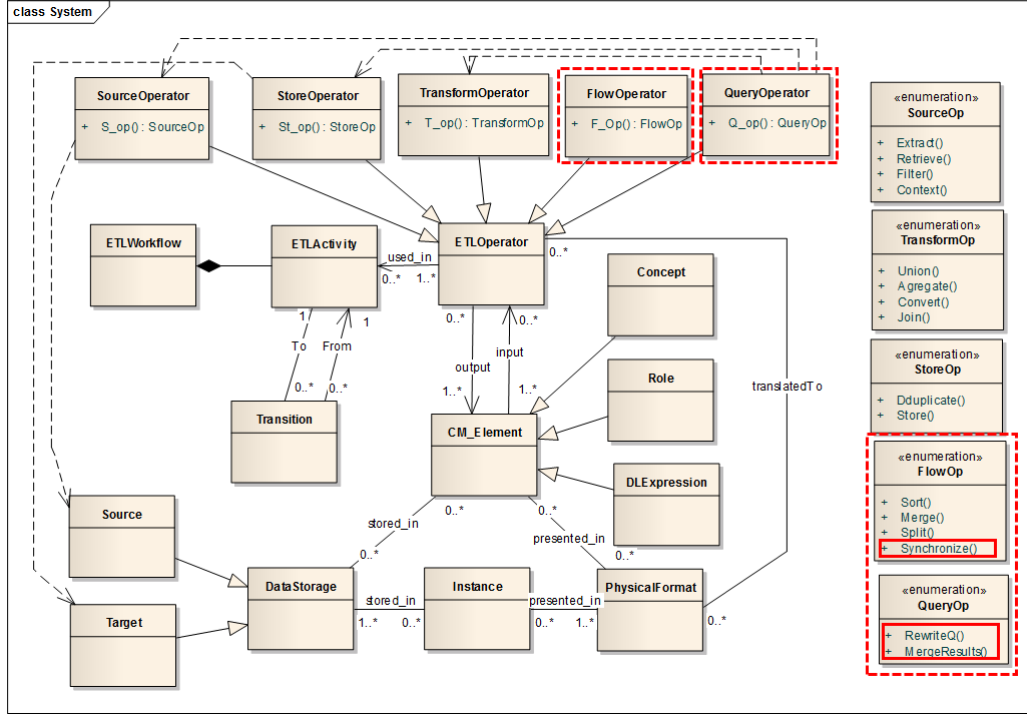 class System
SourceOperator
+ S_op(): SourceOp
StoreOperator
+ St_op(): StoreOp
TransformOperator
+ T_op(): TransformOp
FlowOperator
+ F_Op(): FlowOp
QueryOperator
+ Q_op(): QueryOp
«enumeration»
SourceOp
+ Extract()
+ Retrieve()
+ Filter()
+ Context()
«enumeration»
TransformOp
+ Union()
+ Agregate()
+ Convert()
+ Join()
«enumeration»
StoreOp
+ Dduplicate()
+ Store()
«enumeration»
FlowOp
+ Sort()
+ Merge()
+ Split()
+ Synchronize()
«enumeration»
QueryOp
+ RewriteQ()
+ MergeResults()
ETLWorkflow
ETLActivity
used_in
0..*
1..*
ETLOperator
0..*
1
To
From
1
0..*
0..*
Transition
0..*
output
1..*
0..*
input
1..*
translatedTo
0..*
Concept
Role
DLExpression
CM_Element
0..*
stored_in
0..*
0..*
presented_in
0..*
Source
Target
DataStorage
stored_in
1..*
0..*
Instance
presented_in
0..*
1..*
PhysicalFormat